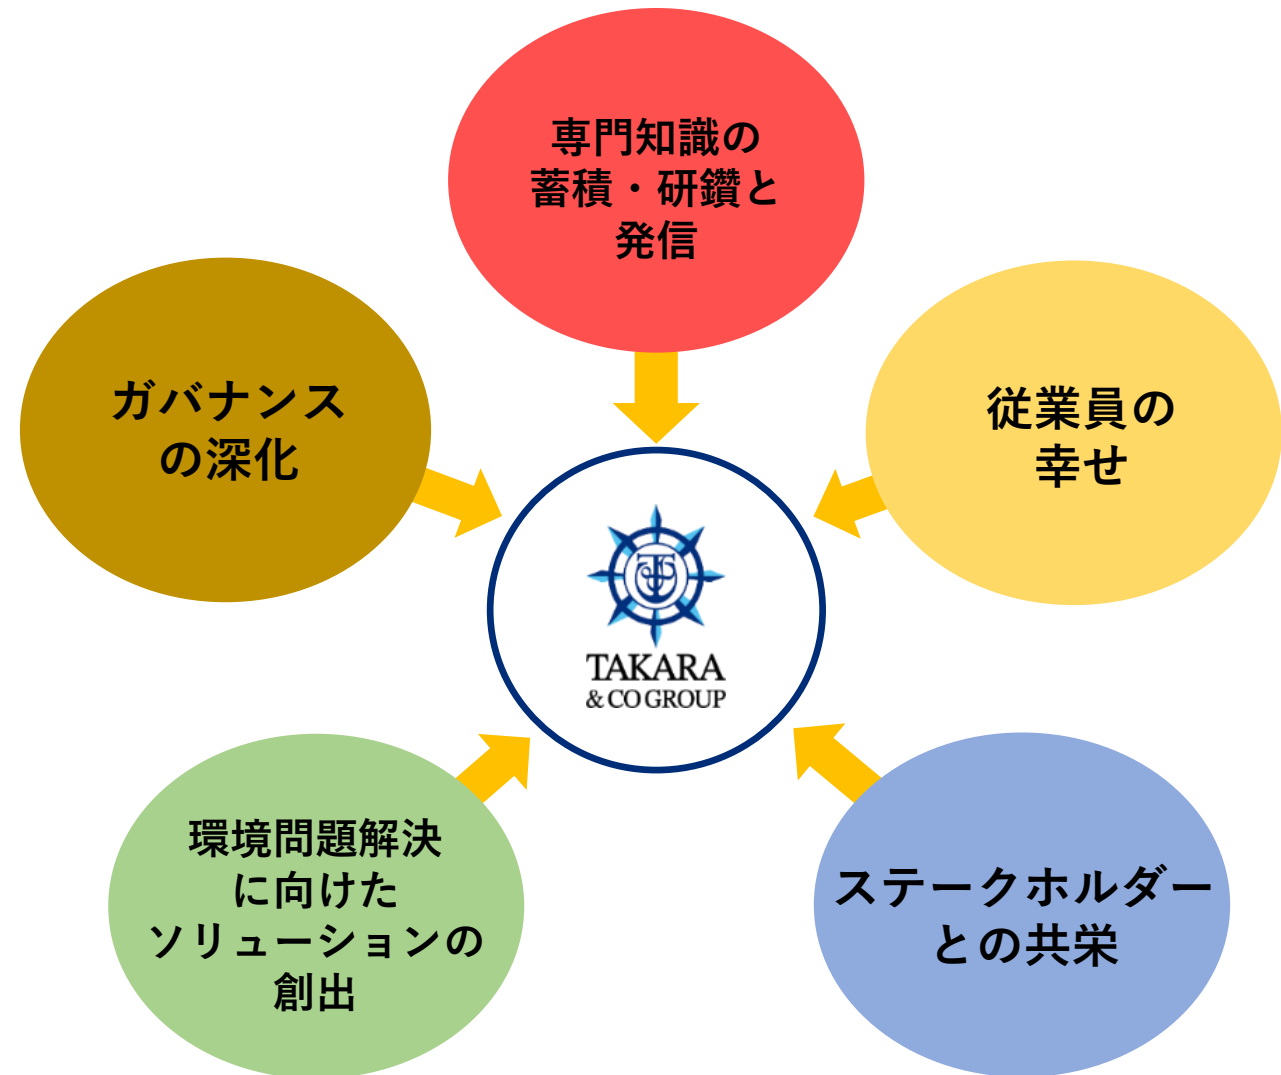 専門知識の
蓄積・研鑽と
発信
ガバナンス
の深化
従業員の
幸せ
TAKARA
& CO GROUP
環境問題解決
に向けた
ソリューションの
創出
ステークホルダー
との共栄